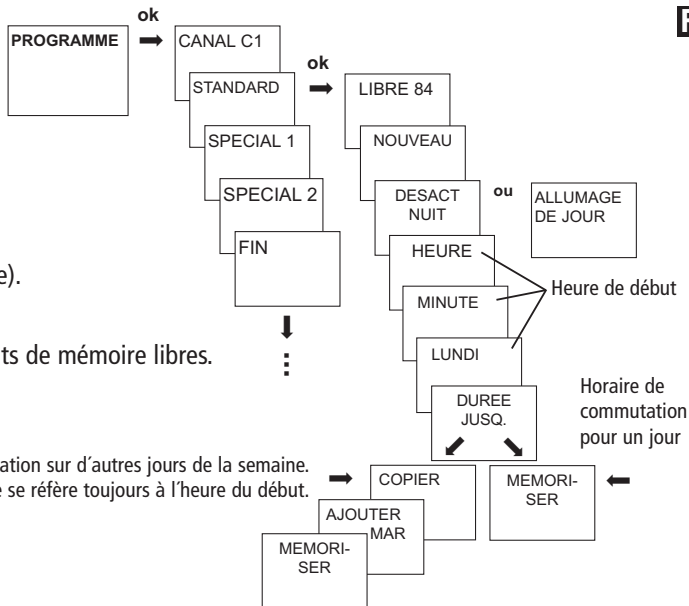 ok
PROGRAMME
CANAL C1
ok
STANDARD
LIBRE 84
SPECIAL 1
NOUVEAU
SPECIAL 2
DESACT
NUIT
ou
ALLUMAGE
DE JOUR
FIN
HEURE
e).
Heure de début
MINUTE
ts de mémoire libres.
LUNDI
DUREE
JUSQ.
Horaire de
commutation
pour un jour
ation sur d´autres jours de la semaine.
e se réfère toujours à l´heure du début.
COPIER
MEMORI-
SER
AJOUTER
MAR
MEMORI-
SER